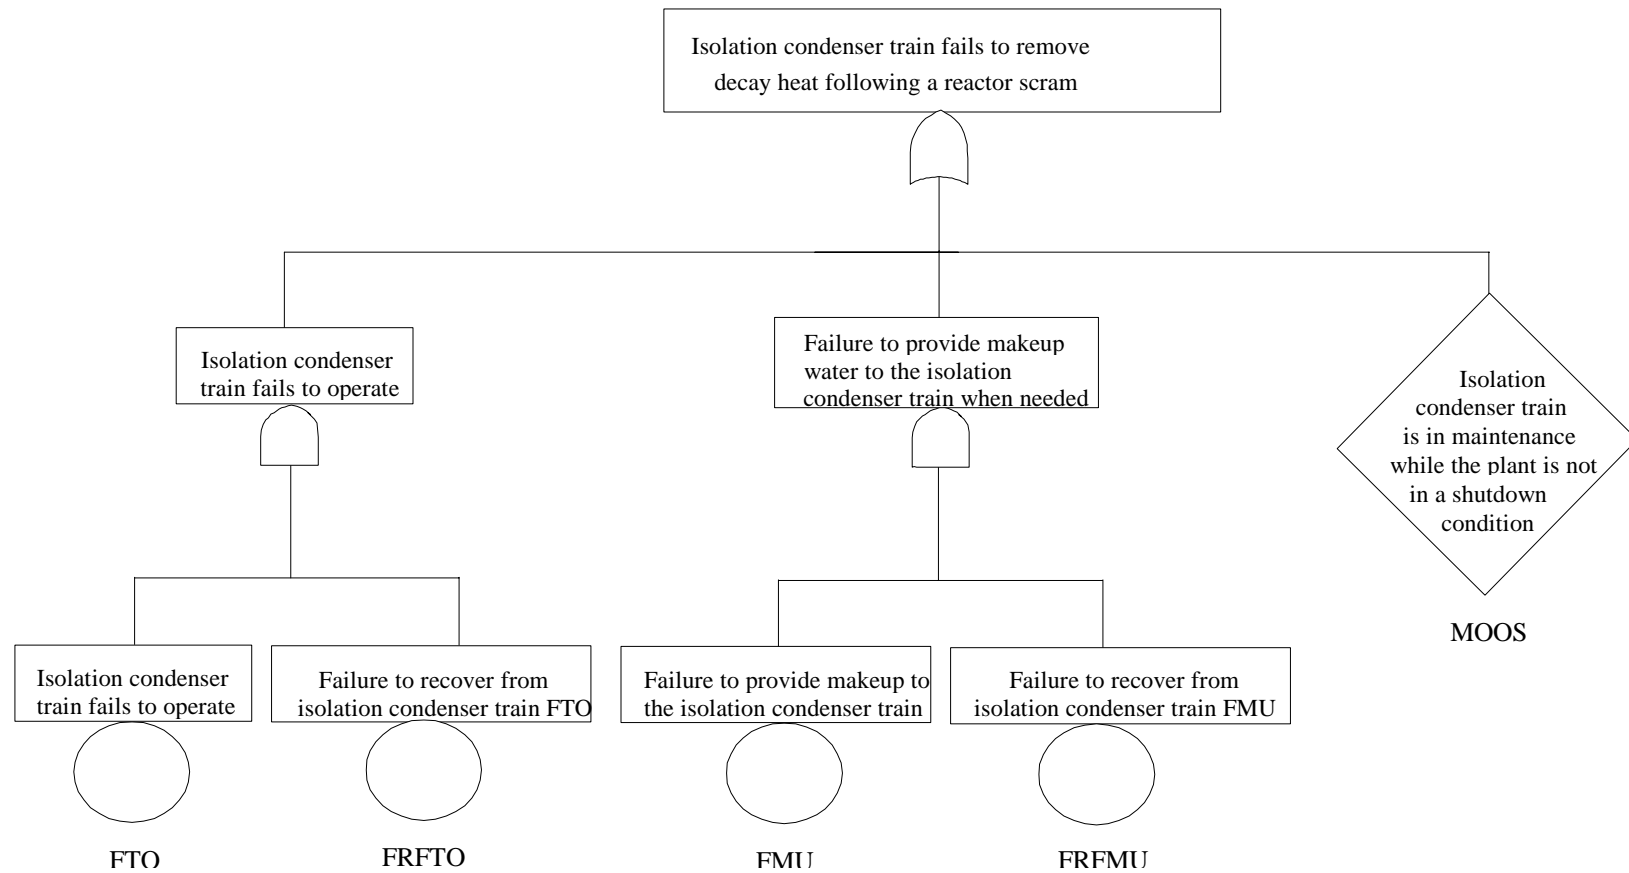 Isolation condenser train fails to remove
decay heat following a reactor scram
Isolation condenser
train fails to operate
Failure to provide makeup
water to the isolation
condenser train when needed
Isolation
condenser train
is in maintenance
while the plant is not
in a shutdown
condition
MOOS
Isolation condenser
train fails to operate
Failure to recover from
isolation condenser train FTO
Failure to provide makeup to
the isolation condenser train
Failure to recover from
isolation condenser train FMU
FTO
FRFTO
FMU
FRFMU